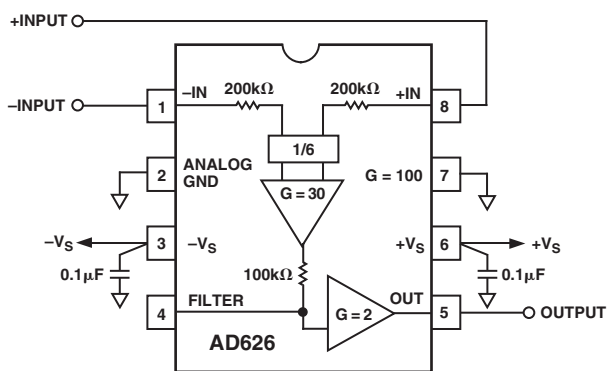 +INPUT
–INPUT
1
–IN
200kΩ
200kΩ
+IN
8
1/6
2
ANALOG
GND
G = 30
G = 100
7
–VS
3
–VS
+VS
6
+VS
0.1µF
100kΩ
0.1µF
4
FILTER
G = 2
OUT
5
OUTPUT
AD626